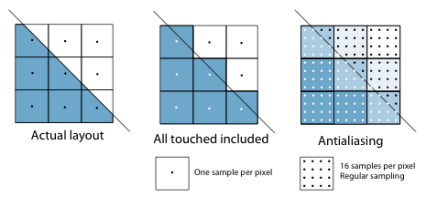 Actual layout
All touched included
Antialiasing
One sample per pixel
16 samples per pixel
Regular sampling